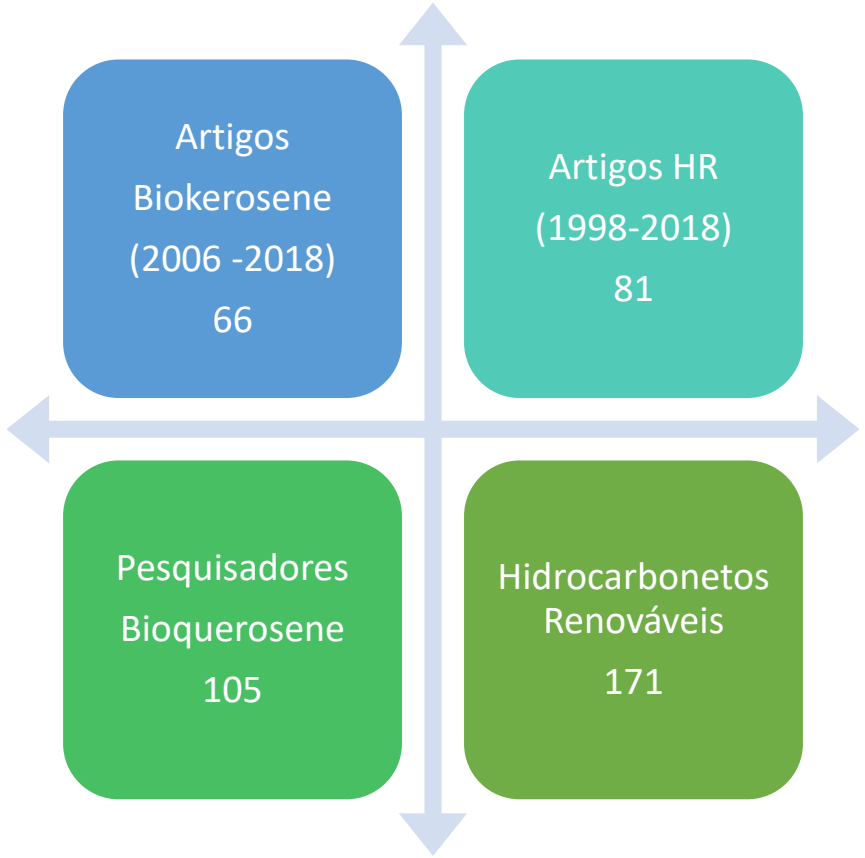 Artigos
Biokerosene
(2006 -2018)
66
Artigos HR
(1998-2018)
81
Pesquisadores
Bioquerosene
105
Hidrocarbonetos
Renováveis
171